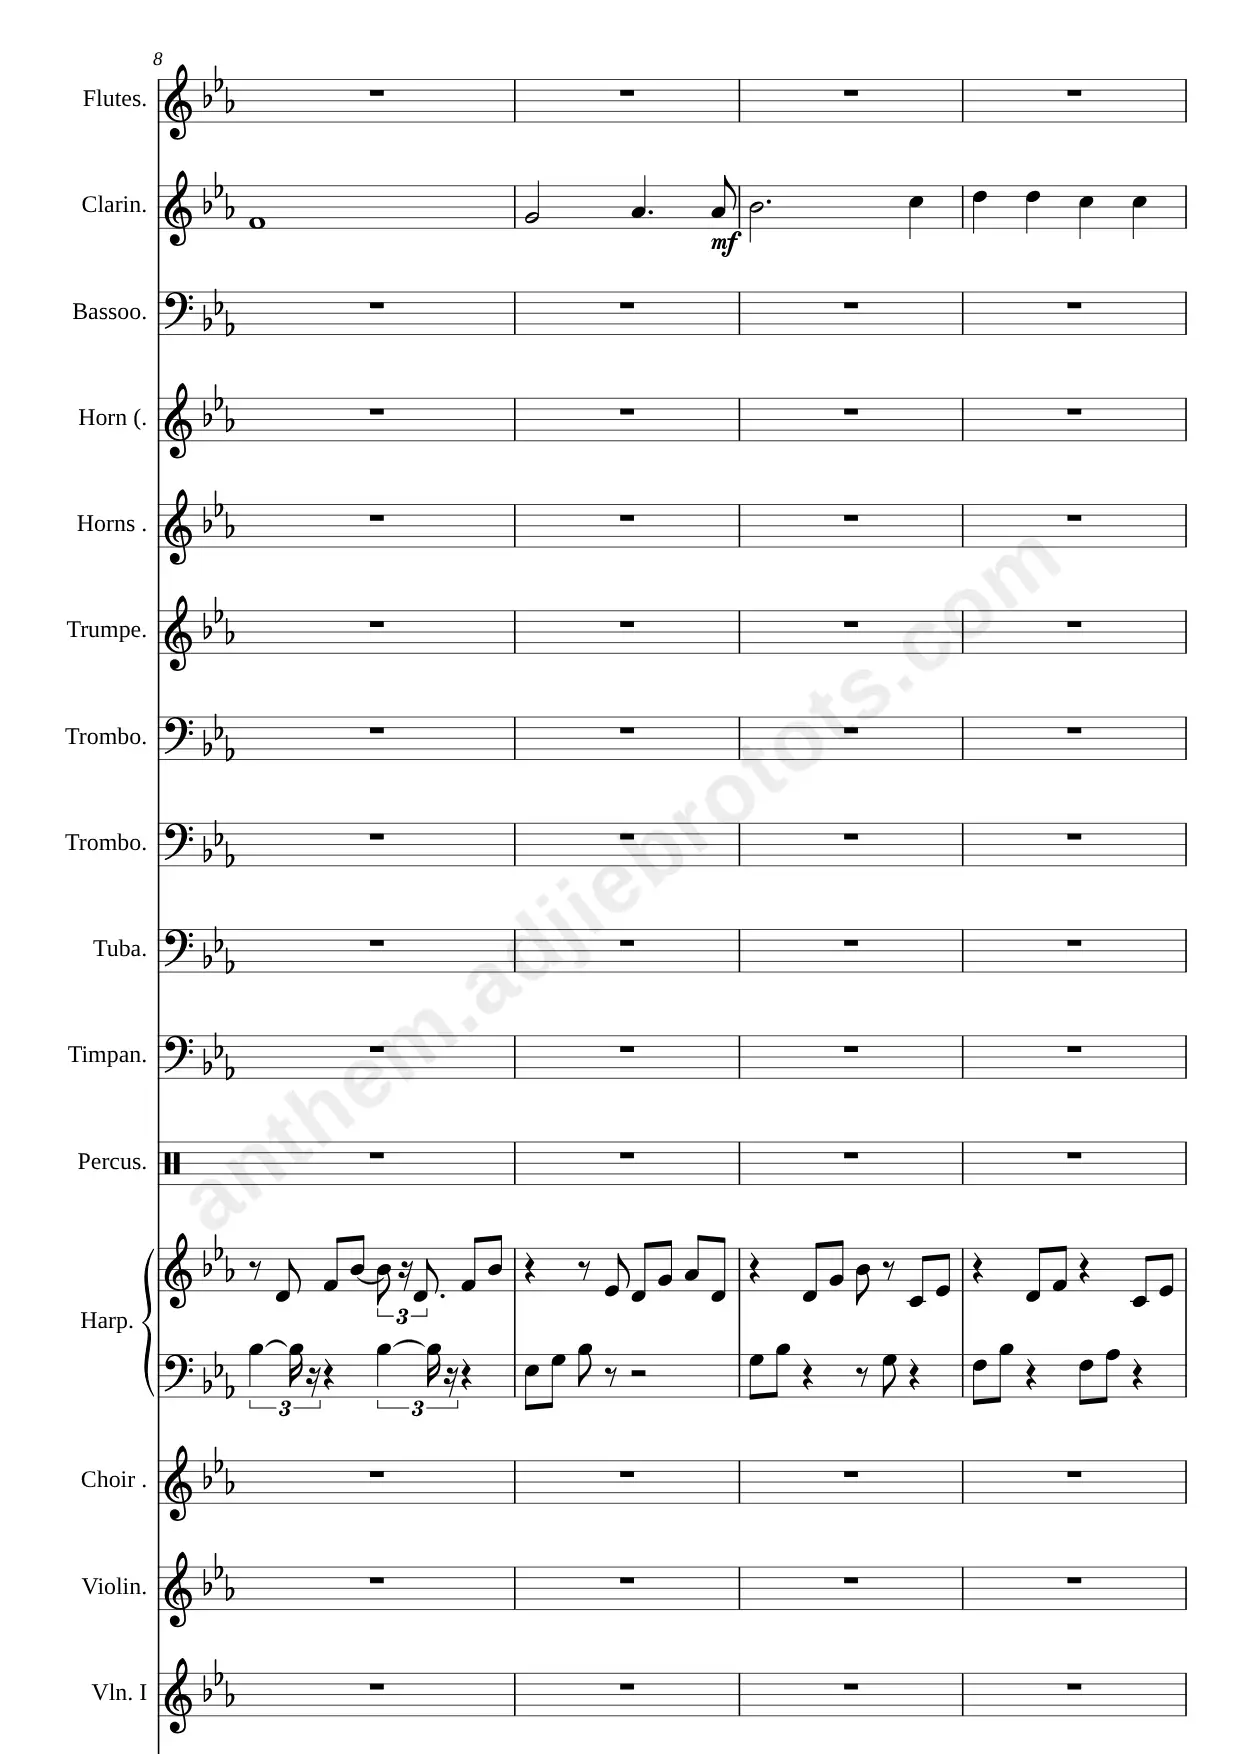 8
Flutes.
Clarin.
mf
Bassoo.
Horn (.
Horns .
Trumpe.
Trombo.
Trombo.
Tuba.
Timpan.
Percus.
3
Harp.
3 3
Choir .
Violin.
Vln. I
anthem.adjiebrotots.com